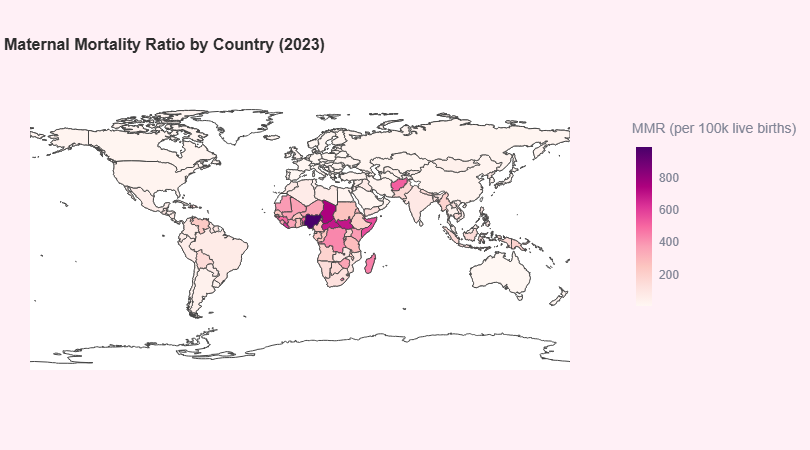 Maternal Mortality Ratio by Country (2023)
MMR (per 100k live births)
800
600
400
200